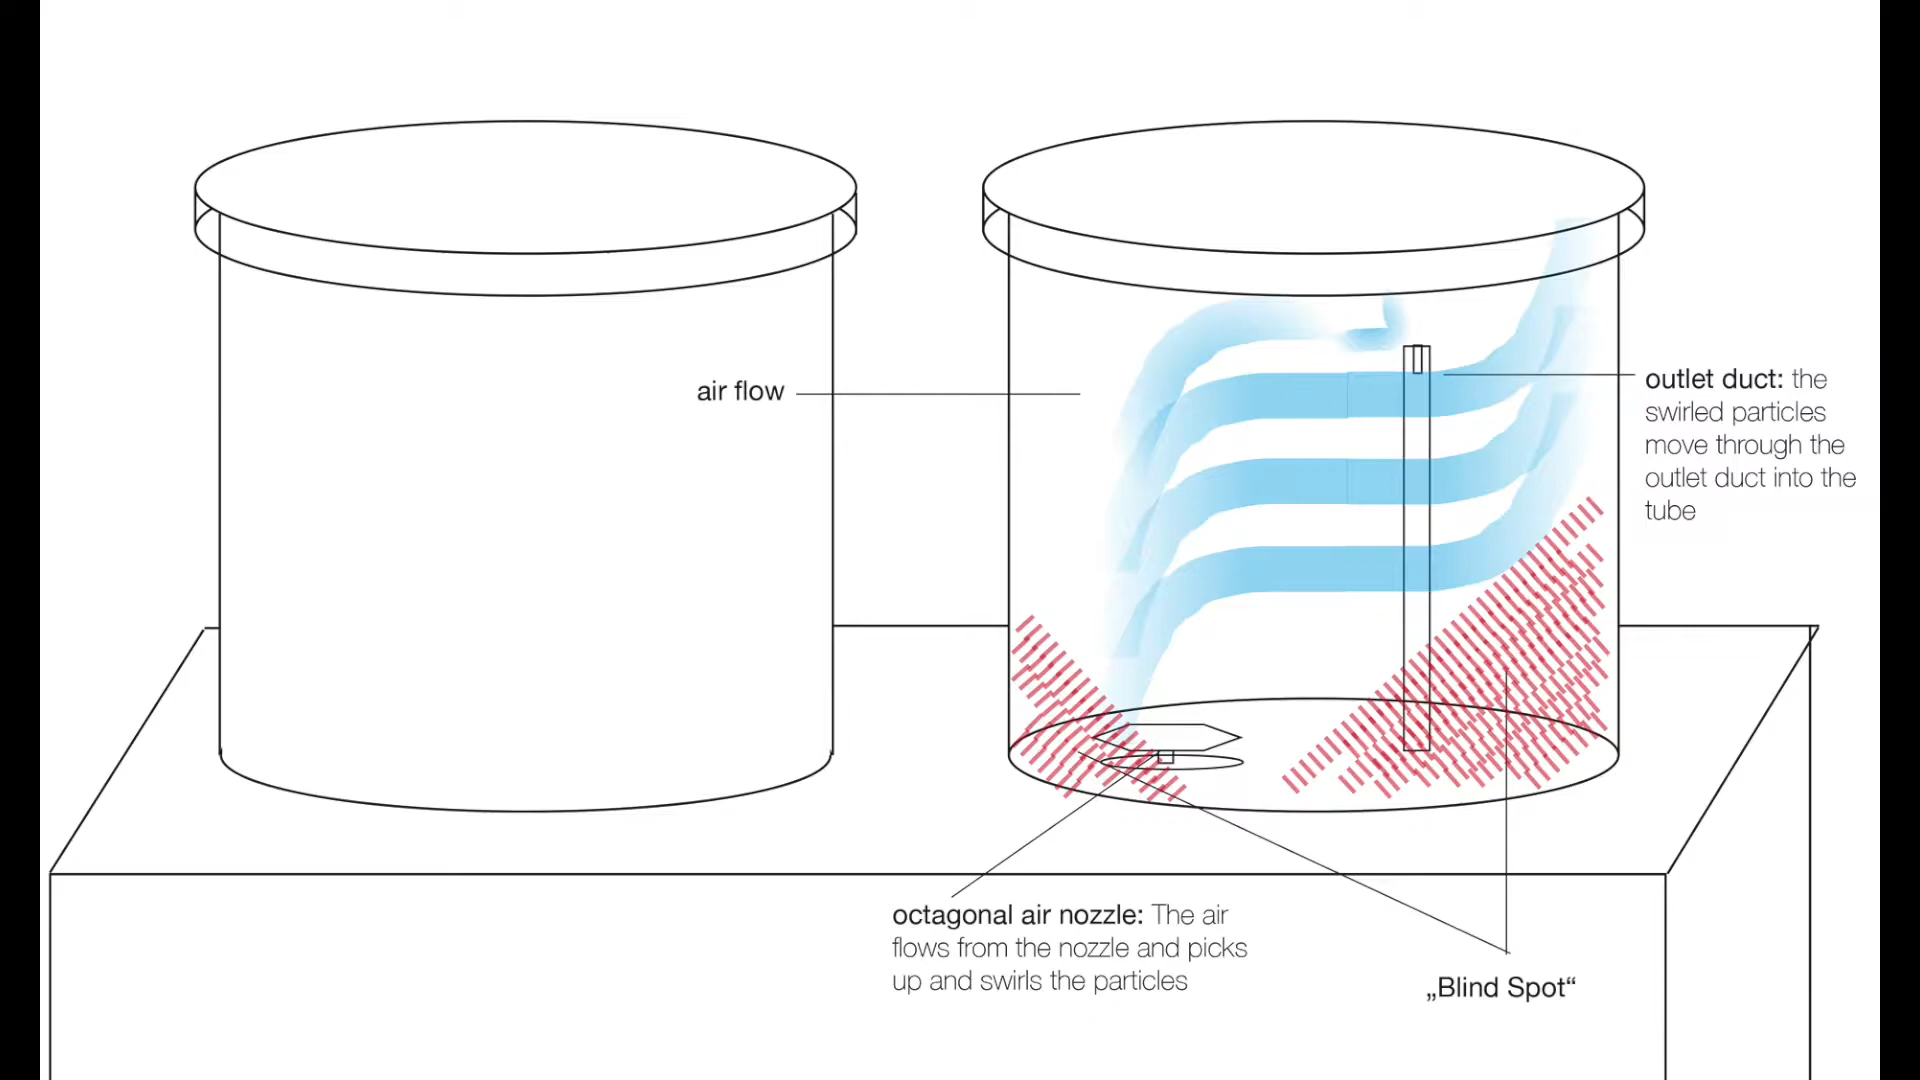 air flow
outlet duct: the
swirled particles
move through the
outlet duct into the
tube
octagonal air nozzle: The air
flows from the nozzle and picks
up and swirls the particles
„Blind Spot“